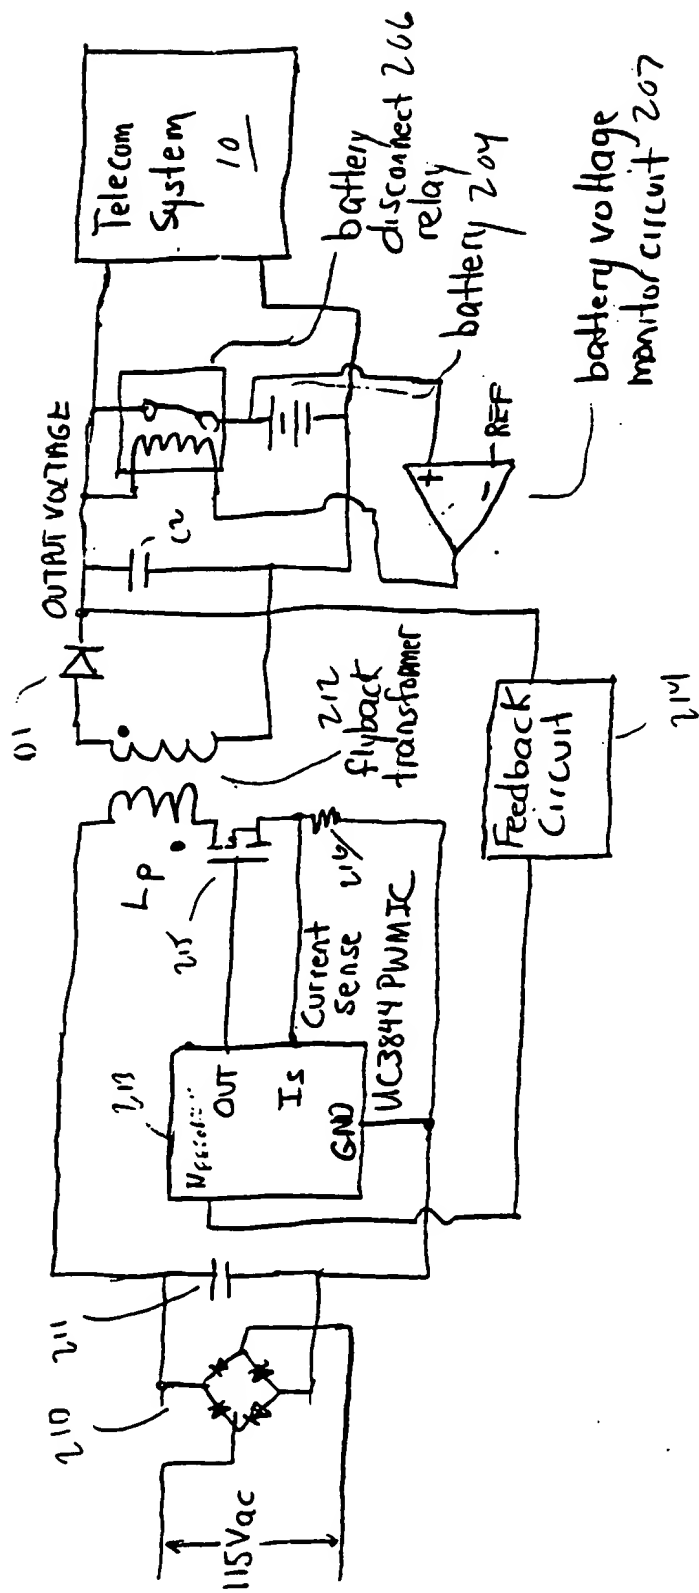 115Vac
210
211
213
OUT
Is
GND
UC3844 PWMIC
Current
sense
215
216
Lp
212
flyback
transformer
D1
OUTPUT VOLTAGE
C2
Feedback
Circuit
214
Telecom
System
10
battery
disconnect 206
relay
battery 204
+
-
REF
battery voltage
monitor circuit 207